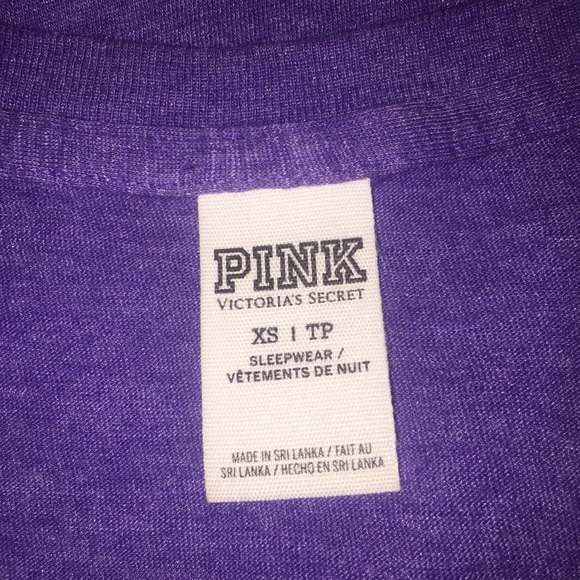 PINK
VICTORIA'S SECRET
XS | TP
SLEEPWEAR /
VÊTEMENTS DE NUIT
MADE IN SRI LANKA / FAIT AU
SRI LANKA / HECHO EN SRI LANKA